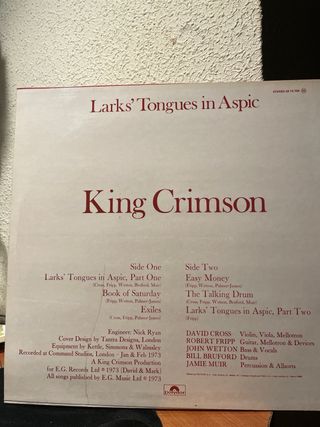 Larks' Tongues in Aspic
King Crimson
Side One
Larks' Tongues in Aspic, Part One
(Cross, Fripp, Wetton, Bruford, Muir)
Book of Saturday
(Fripp, Wetton, Palmer-James)
Exiles
(Cross, Fripp, Palmer-James)
Side Two
Easy Money
(Fripp, Wetton, Palmer-James)
The Talking Drum
(Cross, Fripp, Wetton, Bruford, Muir)
Larks' Tongues in Aspic, Part Two
(Fripp)
Engineer: Nick Ryan
Cover Design by Tantra Designs, London
Equipment by Kettle, Simmonds & Walmsley
Recorded at Command Studios, London - Jan & Feb 1973
A King Crimson Production
for E.G. Records Ltd ℗ 1973 (David & Mark)
All songs published by E.G. Music Ltd ℗ 1973
DAVID CROSS Violin, Viola, Mellotron
ROBERT FRIPP Guitar, Mellotron & Devices
JOHN WETTON Bass & Vocals
BILL BRUFORD Drums
JAMIE MUIR Percussion & Allsorts
polydor